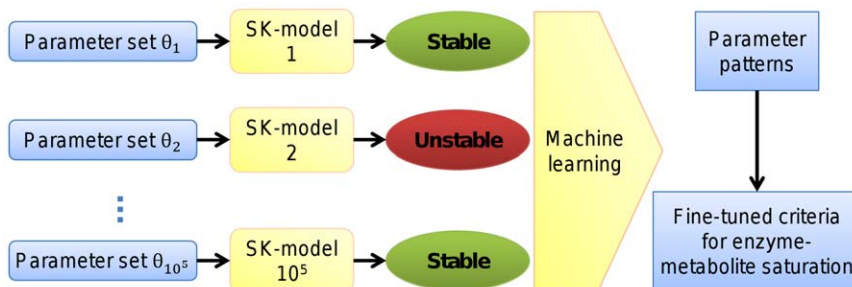 Parameter set θ₁
SK-model
1
Stable
Parameter set θ₂
SK-model
2
Unstable
⋮
Parameter set θ₁₀⁵
SK-model
10⁵
Stable
Machine
learning
Parameter
patterns
Fine-tuned criteria
for enzyme-
metabolite saturation